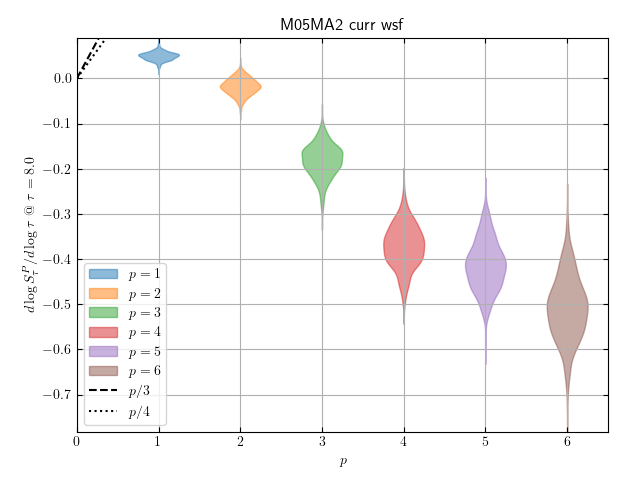 M05MA2 curr wsf
d log S_τ^P / d log τ @ τ = 8.0
0.0
−0.1
−0.2
−0.3
−0.4
−0.5
−0.6
−0.7
p = 1
p = 2
p = 3
p = 4
p = 5
p = 6
p/3
p/4
0 1 2 3 4 5 6
p